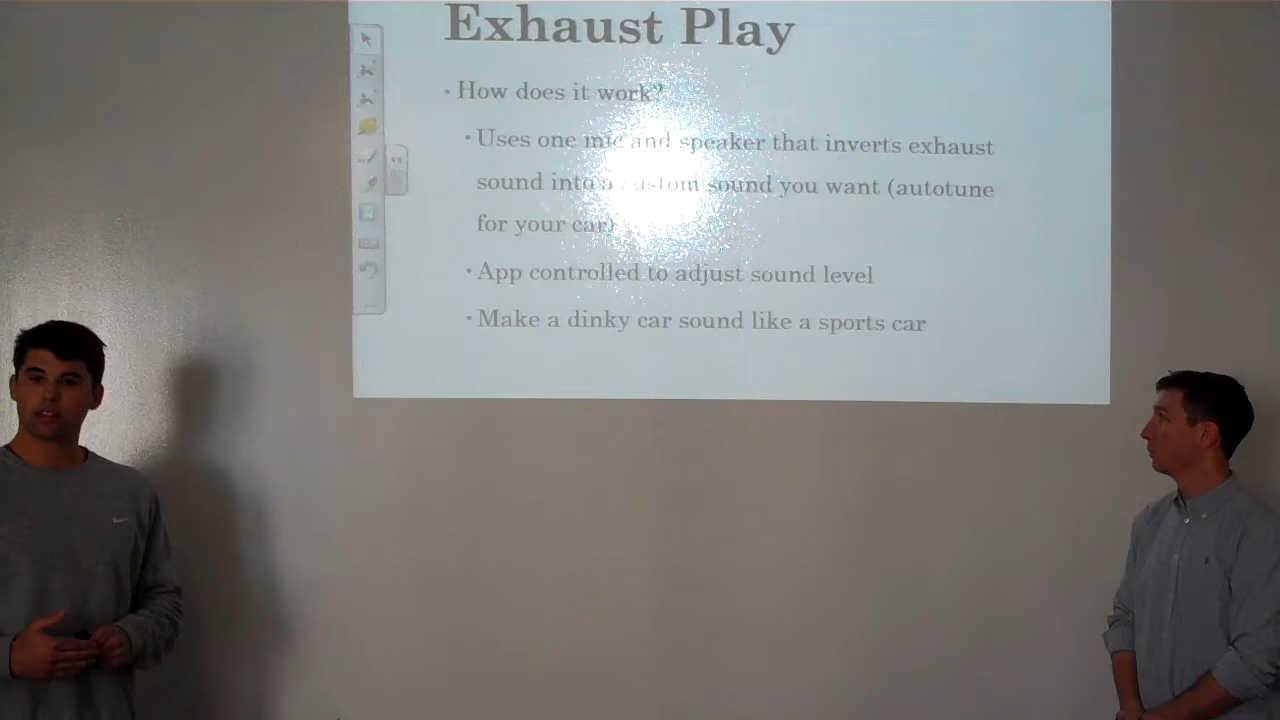 Exhaust Play
• How does it work?
• Uses one mic and speaker that inverts exhaust
sound into a custom sound you want (autotune
for your car)
• App controlled to adjust sound level
• Make a dinky car sound like a sports car